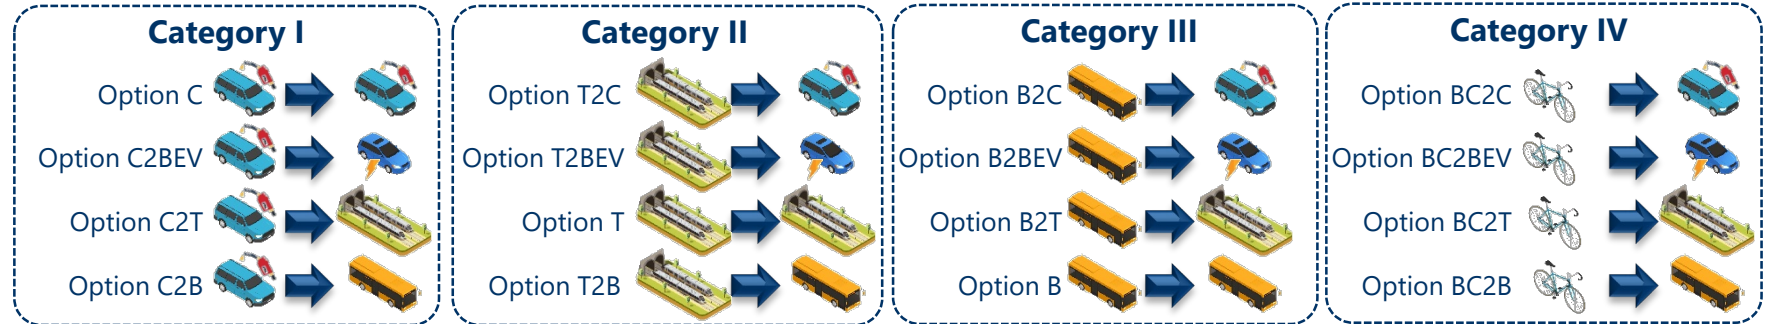 Category I
Option C
Option C2BEV
Option C2T
Option C2B
Category II
Option T2C
Option T2BEV
Option T
Option T2B
Category III
Option B2C
Option B2BEV
Option B2T
Option B
Category IV
Option BC2C
Option BC2BEV
Option BC2T
Option BC2B